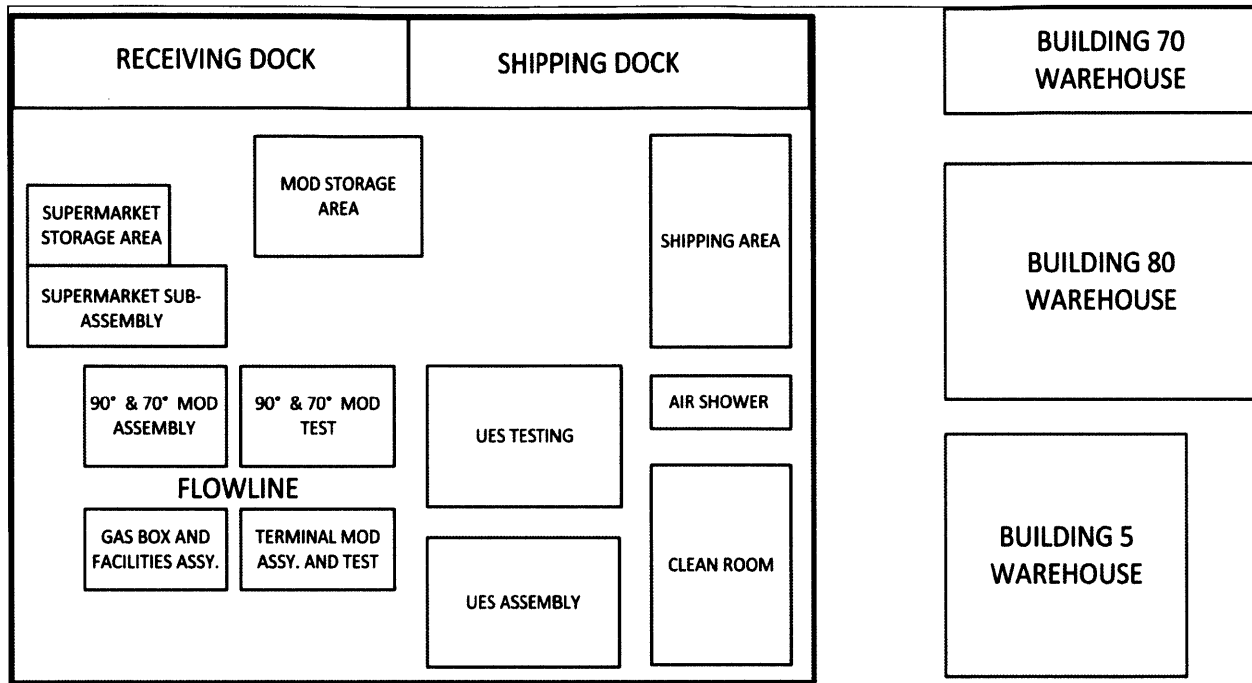 RECEIVING DOCK
SHIPPING DOCK
BUILDING 70
WAREHOUSE
MOD STORAGE
AREA
SUPERMARKET
STORAGE AREA
SHIPPING AREA
BUILDING 80
WAREHOUSE
SUPERMARKET SUB-
ASSEMBLY
90° & 70° MOD
ASSEMBLY
90° & 70° MOD
TEST
UES TESTING
AIR SHOWER
FLOWLINE
GAS BOX AND
FACILITIES ASSY.
TERMINAL MOD
ASSY. AND TEST
UES ASSEMBLY
CLEAN ROOM
BUILDING 5
WAREHOUSE